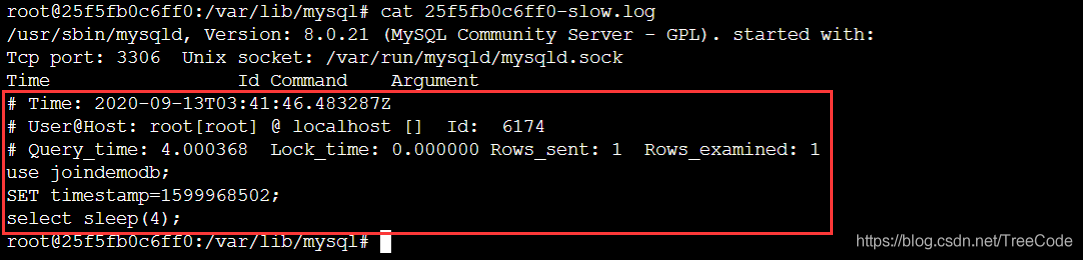 root@25f5fb0c6ff0:/var/lib/mysql# cat 25f5fb0c6ff0-slow.log
/usr/sbin/mysqld, Version: 8.0.21 (MySQL Community Server - GPL). started with:
Tcp port: 3306  Unix socket: /var/run/mysqld/mysqld.sock
Time                 Id Command    Argument
# Time: 2020-09-13T03:41:46.483287Z
# User@Host: root[root] @ localhost []  Id:  6174
# Query_time: 4.000368  Lock_time: 0.000000 Rows_sent: 1  Rows_examined: 1
use joindemodb;
SET timestamp=1599968502;
select sleep(4);
root@25f5fb0c6ff0:/var/lib/mysql#
https://blog.csdn.net/TreeCode